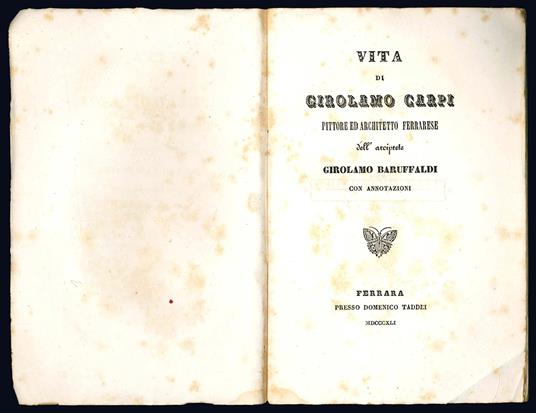 VITA
DI
GIROLAMO CARPI
PITTORE ED ARCHITETTO FERRARESE
dell' arciprete
GIROLAMO BARUFFALDI
CON ANNOTAZIONI
FERRARA
PRESSO DOMENICO TADDEI
MDCCCXLI